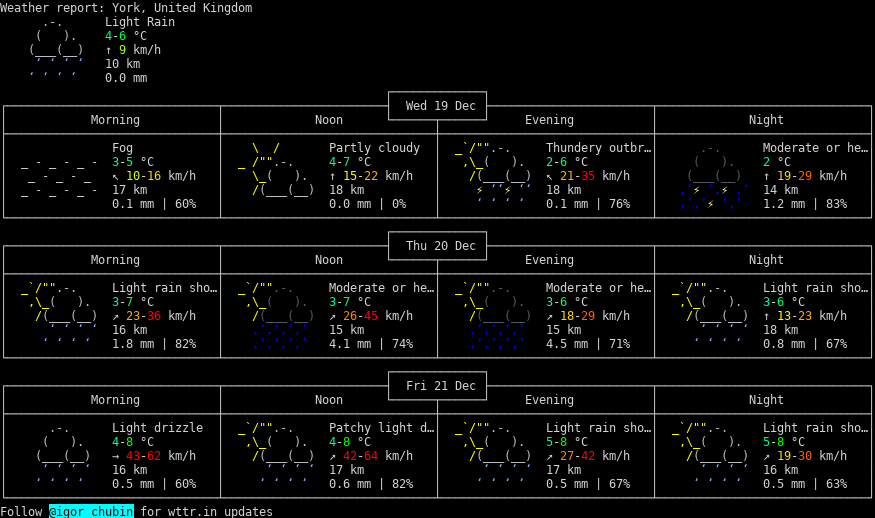 Weather report: York, United Kingdom
Light Rain
4-6 °C
↑ 9 km/h
10 km
0.0 mm
Wed 19 Dec
Morning Noon Evening Night
Fog Partly cloudy Thundery outbr… Moderate or he…
3-5 °C 4-7 °C 2-6 °C 2 °C
↖ 10-16 km/h ↑ 15-22 km/h ↖ 21-35 km/h ↑ 19-29 km/h
17 km 18 km 18 km 14 km
0.1 mm | 60% 0.0 mm | 0% 0.1 mm | 76% 1.2 mm | 83%
Thu 20 Dec
Morning Noon Evening Night
Light rain sho… Moderate or he… Moderate or he… Light rain sho…
3-7 °C 3-7 °C 3-6 °C 3-6 °C
↗ 23-36 km/h ↗ 26-45 km/h ↗ 18-29 km/h ↑ 13-23 km/h
16 km 15 km 15 km 18 km
1.8 mm | 82% 4.1 mm | 74% 4.5 mm | 71% 0.8 mm | 67%
Fri 21 Dec
Morning Noon Evening Night
Light drizzle Patchy light d… Light rain sho… Light rain sho…
4-8 °C 4-8 °C 5-8 °C 5-8 °C
→ 43-62 km/h ↗ 42-64 km/h ↗ 27-42 km/h ↗ 19-30 km/h
16 km 17 km 17 km 16 km
0.5 mm | 60% 0.6 mm | 82% 0.5 mm | 67% 0.5 mm | 63%
Follow @igor_chubin for wttr.in updates